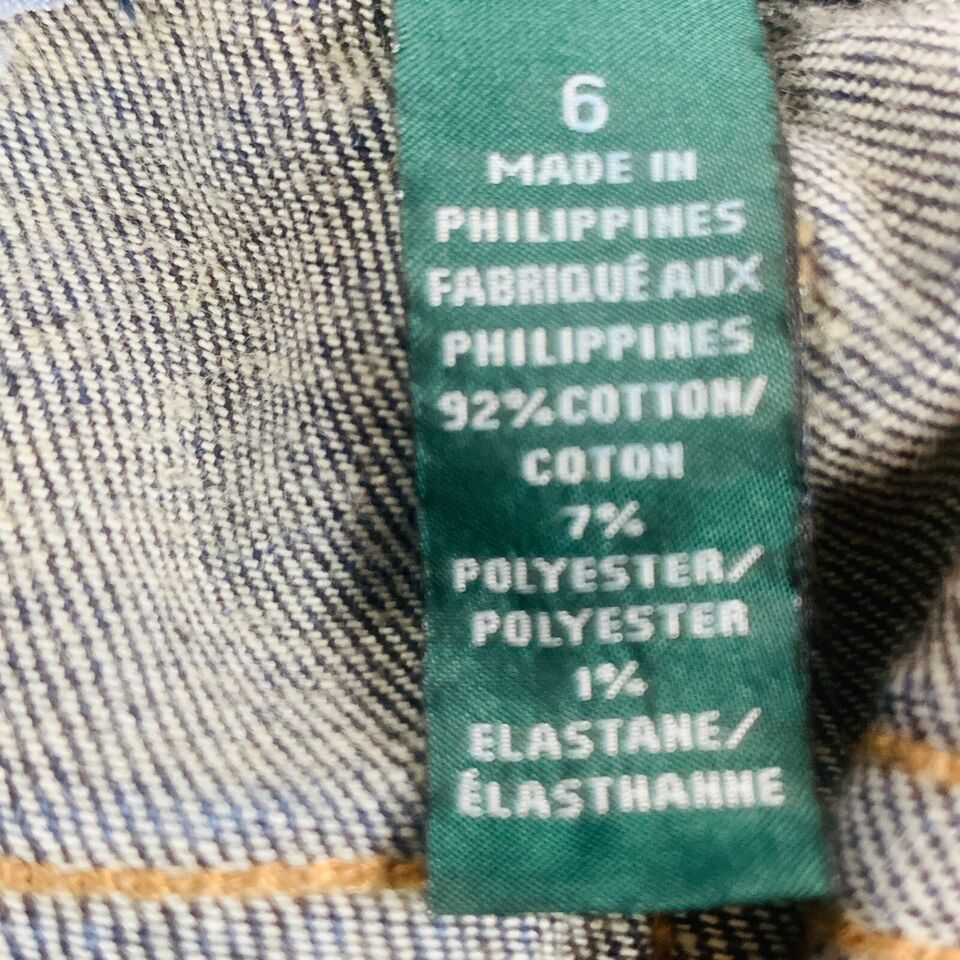 6
MADE IN
PHILIPPINES
FABRIQUÉ AUX
PHILIPPINES
92% COTTON/
COTON
7%
POLYESTER/
POLYESTER
1%
ELASTANE/
ÉLASTHANNE